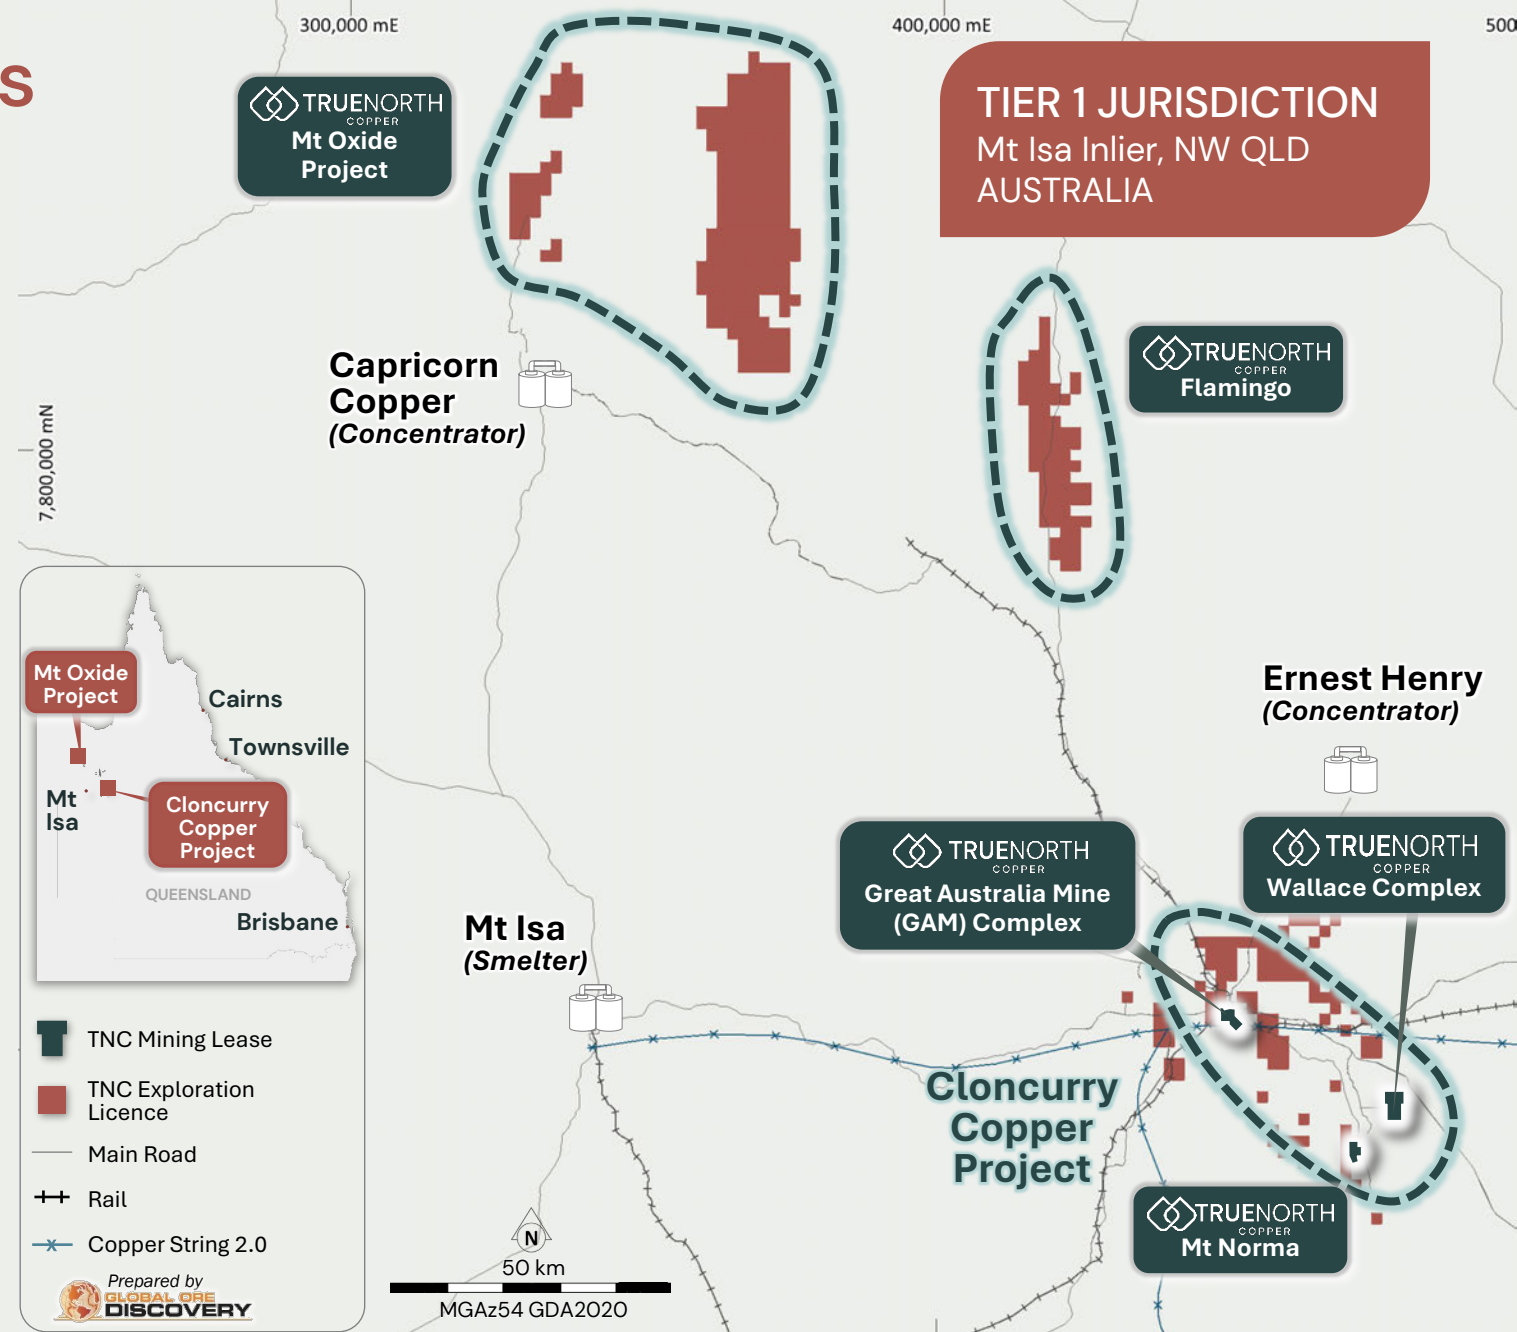 300,000 mE
400,000 mE
500
S
TRUENORTH
COPPER
Mt Oxide
Project
TIER 1 JURISDICTION
Mt Isa Inlier, NW QLD
AUSTRALIA
TRUENORTH
COPPER
Flamingo
Capricorn
Copper
(Concentrator)
7,800,000 mN
Ernest Henry
(Concentrator)
Mt Oxide
Project
Cairns
Townsville
Mt
Isa
Cloncurry
Copper
Project
QUEENSLAND
Brisbane
TRUENORTH
COPPER
Great Australia Mine
(GAM) Complex
TRUENORTH
COPPER
Wallace Complex
Mt Isa
(Smelter)
Cloncurry
Copper
Project
TRUENORTH
COPPER
Mt Norma
TNC Mining Lease
TNC Exploration
Licence
Main Road
Rail
Copper String 2.0
Prepared by
GLOBAL ORE
DISCOVERY
N
50 km
MGAz54 GDA2020